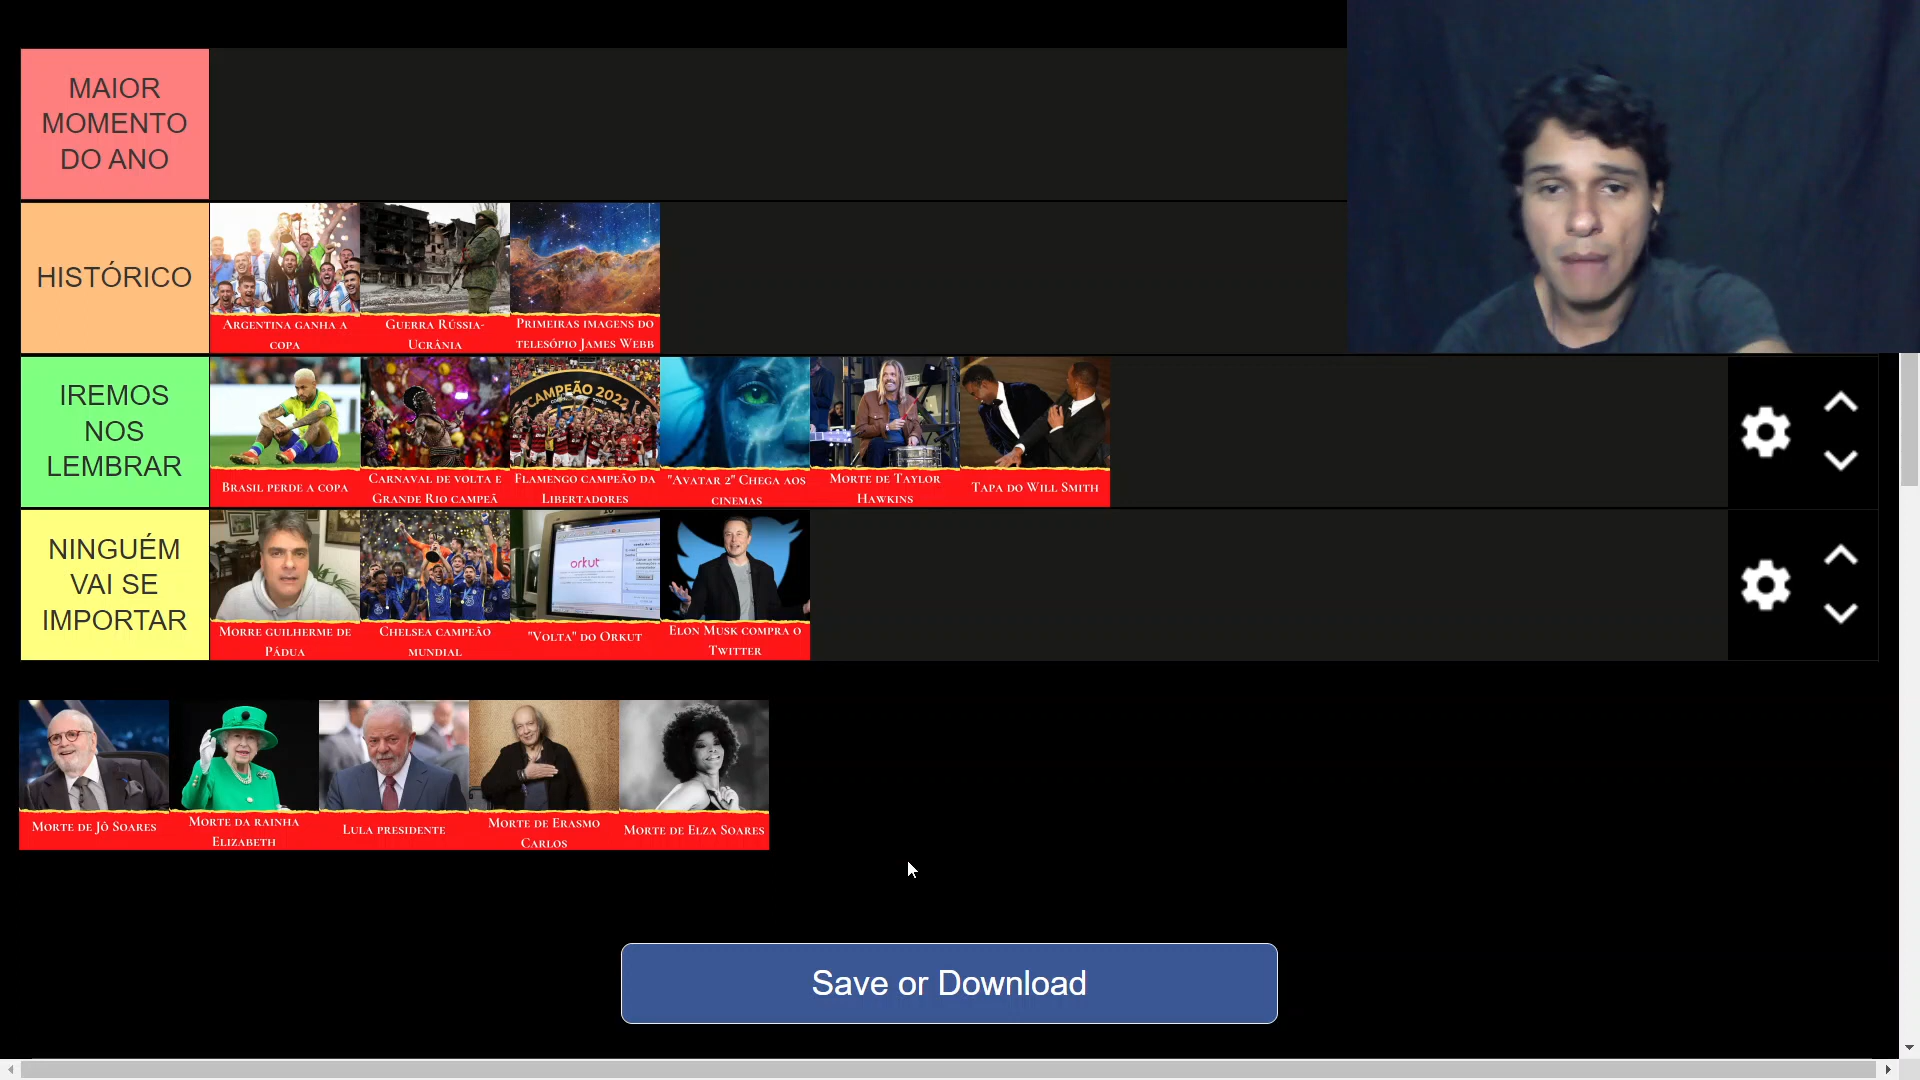 MAIOR
MOMENTO
DO ANO
HISTÓRICO
ARGENTINA GANHA A
COPA
GUERRA RÚSSIA-
UCRÂNIA
PRIMEIRAS IMAGENS DO
TELESÓPIO JAMES WEBB
IREMOS
NOS
LEMBRAR
BRASIL PERDE A COPA
CARNAVAL DE VOLTA E
GRANDE RIO CAMPEÃ
CAMPEÃO 2022
FLAMENGO CAMPEÃO DA
LIBERTADORES
"AVATAR 2" CHEGA AOS
CINEMAS
MORTE DE TAYLOR
HAWKINS
TAPA DO WILL SMITH
NINGUÉM
VAI SE
IMPORTAR
MORRE GUILHERME DE
PÁDUA
CHELSEA CAMPEÃO
MUNDIAL
orkut
"VOLTA" DO ORKUT
ELON MUSK COMPRA O
TWITTER
MORTE DE JÔ SOARES
MORTE DA RAINHA
ELIZABETH
LULA PRESIDENTE
MORTE DE ERASMO
CARLOS
MORTE DE ELZA SOARES
Save or Download